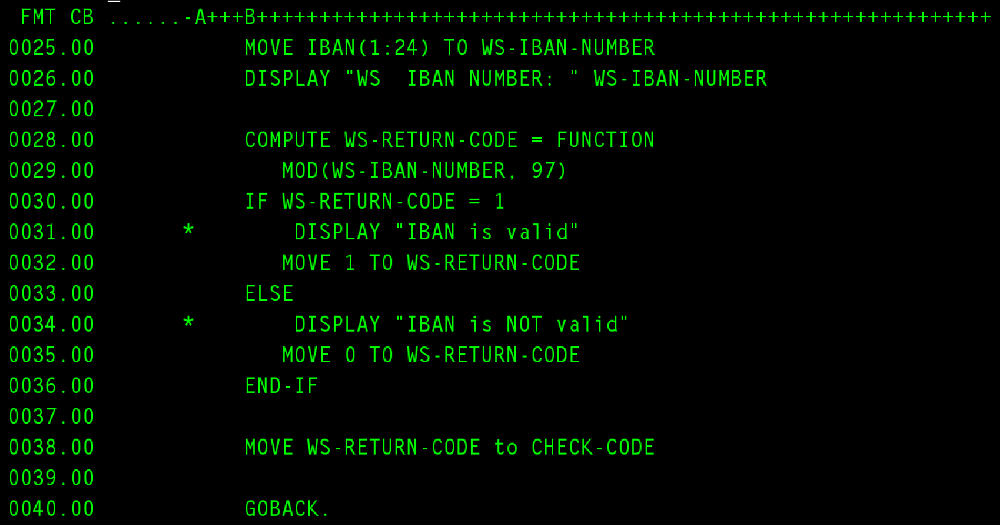 FMT CB ......-A+++B+++++++++++++++++++++++++++++++++++++++++++++++++++++++++++
0025.00            MOVE IBAN(1:24) TO WS-IBAN-NUMBER
0026.00            DISPLAY "WS  IBAN NUMBER: " WS-IBAN-NUMBER
0027.00
0028.00            COMPUTE WS-RETURN-CODE = FUNCTION
0029.00               MOD(WS-IBAN-NUMBER, 97)
0030.00            IF WS-RETURN-CODE = 1
0031.00       *        DISPLAY "IBAN is valid"
0032.00               MOVE 1 TO WS-RETURN-CODE
0033.00            ELSE
0034.00       *        DISPLAY "IBAN is NOT valid"
0035.00               MOVE 0 TO WS-RETURN-CODE
0036.00            END-IF
0037.00
0038.00            MOVE WS-RETURN-CODE to CHECK-CODE
0039.00
0040.00            GOBACK.